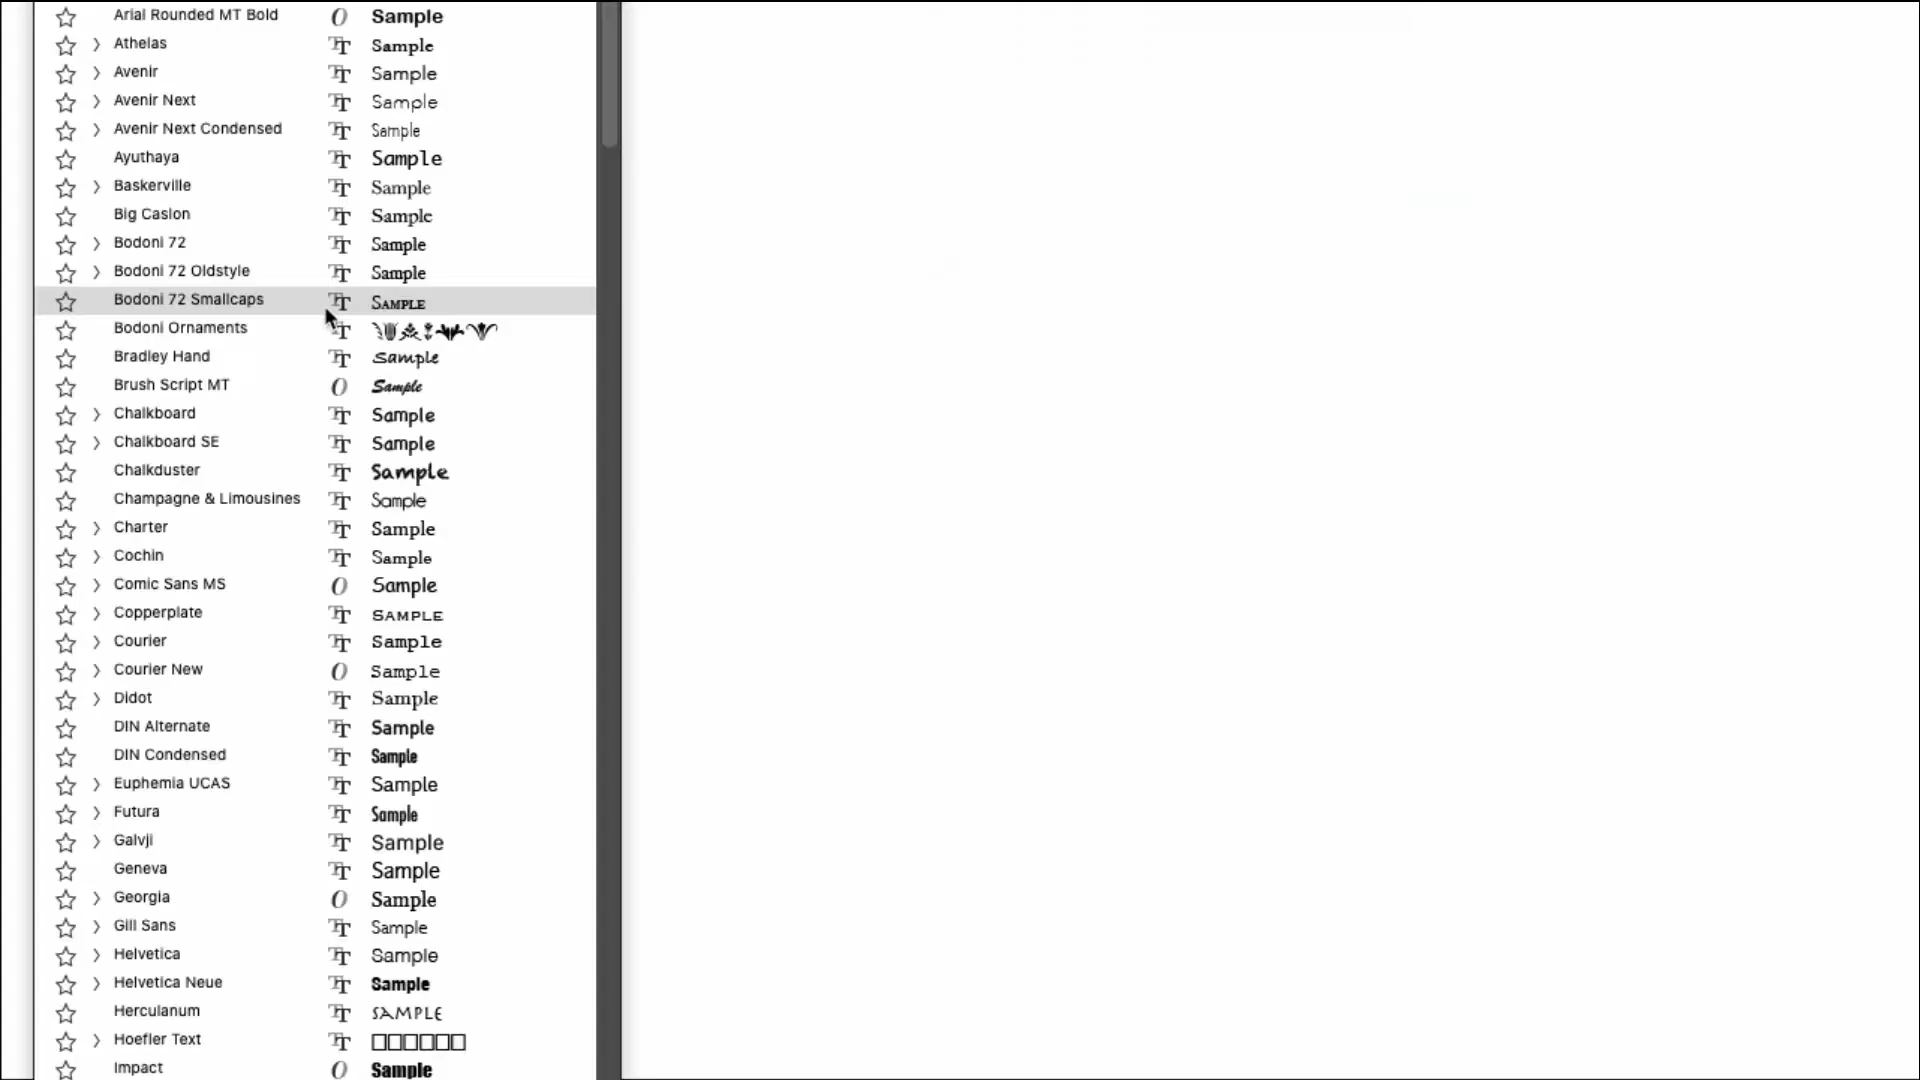 Arial Rounded MT Bold Sample
Athelas Sample
Avenir Sample
Avenir Next Sample
Avenir Next Condensed Sample
Ayuthaya Sample
Baskerville Sample
Big Caslon Sample
Bodoni 72 Sample
Bodoni 72 Oldstyle Sample
Bodoni 72 Smallcaps SAMPLE
Bodoni Ornaments
Bradley Hand Sample
Brush Script MT Sample
Chalkboard Sample
Chalkboard SE Sample
Chalkduster Sample
Champagne & Limousines Sample
Charter Sample
Cochin Sample
Comic Sans MS Sample
Copperplate SAMPLE
Courier Sample
Courier New Sample
Didot Sample
DIN Alternate Sample
DIN Condensed Sample
Euphemia UCAS Sample
Futura Sample
Galvji Sample
Geneva Sample
Georgia Sample
Gill Sans Sample
Helvetica Sample
Helvetica Neue Sample
Herculanum SAMPLE
Hoefler Text
Impact Sample